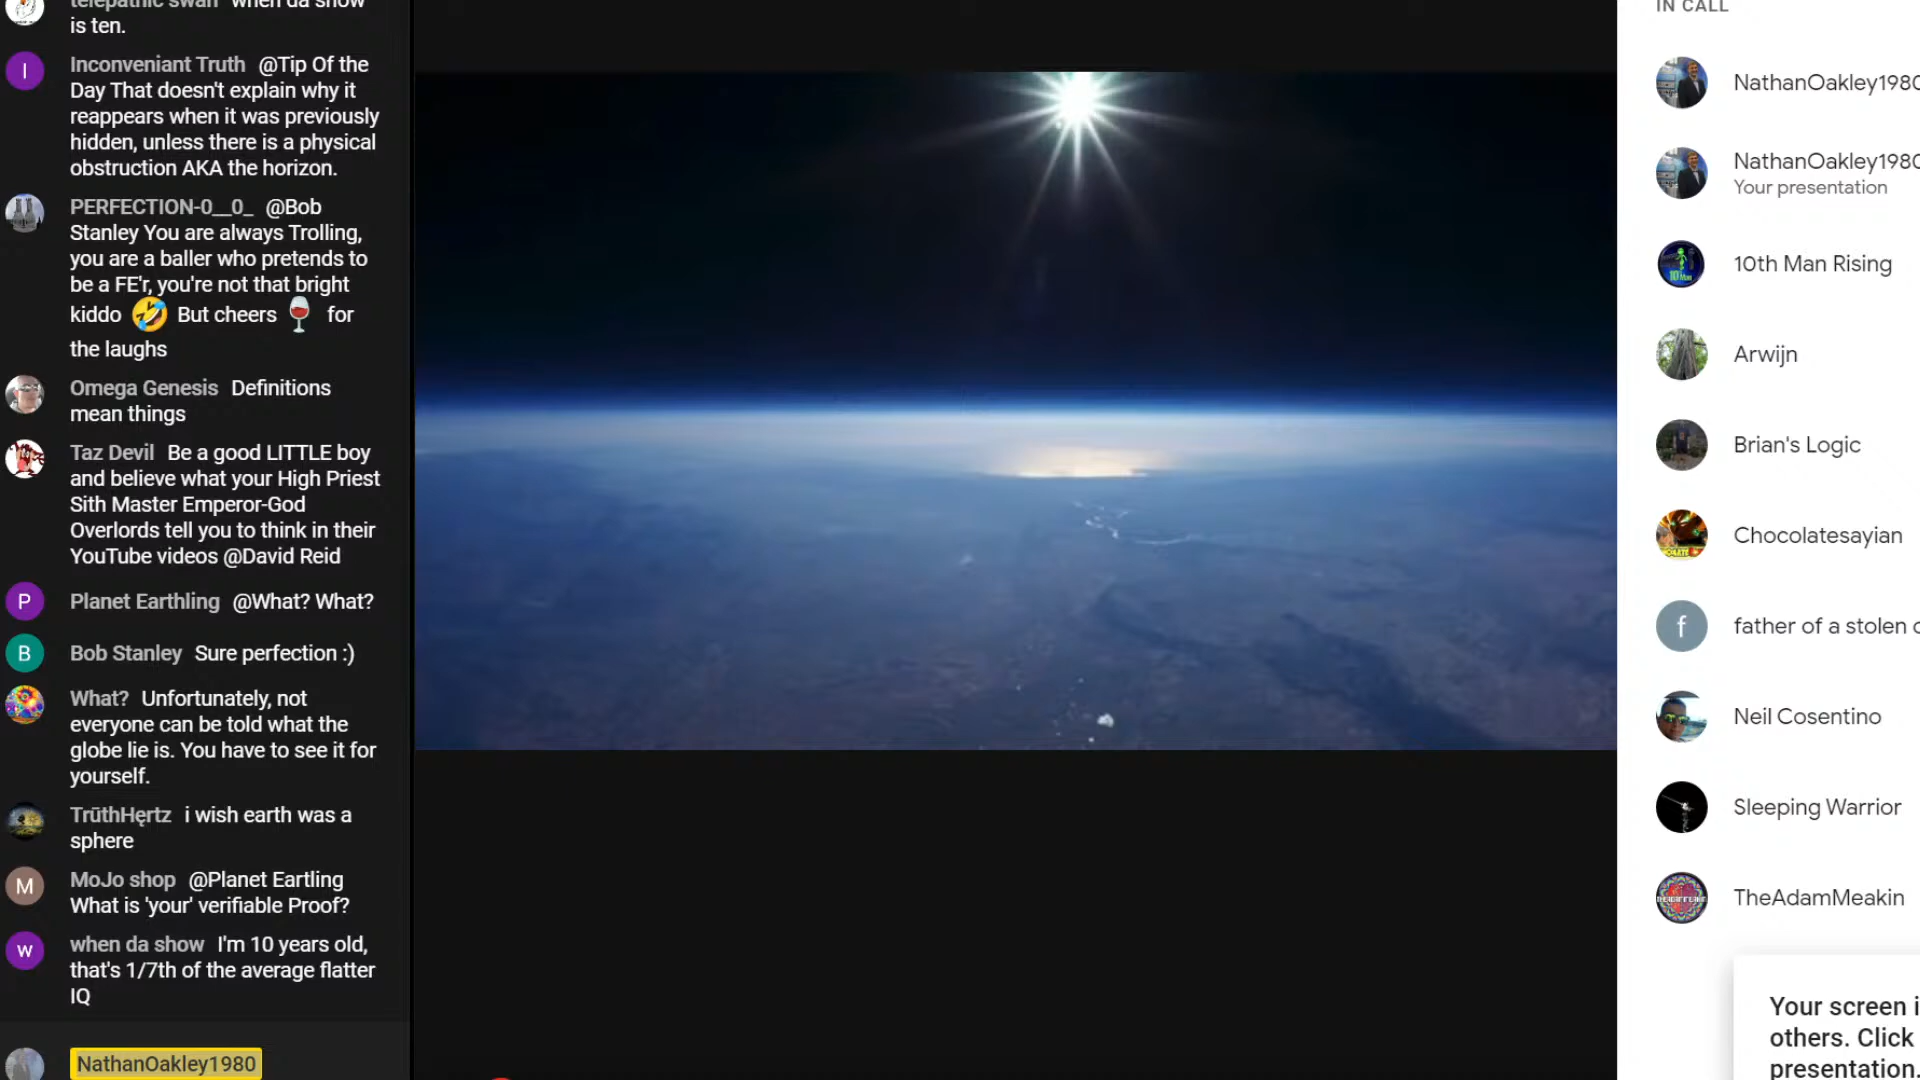 telepathic swan when da show
is ten.
Inconveniant Truth @Tip Of the
Day That doesn't explain why it
reappears when it was previously
hidden, unless there is a physical
obstruction AKA the horizon.
PERFECTION-0__0_ @Bob
Stanley You are always Trolling,
you are a baller who pretends to
be a FE'r, you're not that bright
kiddo 🤣 But cheers 🍷 for
the laughs
Omega Genesis Definitions
mean things
Taz Devil Be a good LITTLE boy
and believe what your High Priest
Sith Master Emperor-God
Overlords tell you to think in their
YouTube videos @David Reid
P
Planet Earthling @What? What?
B
Bob Stanley Sure perfection :)
What? Unfortunately, not
everyone can be told what the
globe lie is. You have to see it for
yourself.
TrūthHęrtz i wish earth was a
sphere
M
MoJo shop @Planet Eartling
What is 'your' verifiable Proof?
w
when da show I'm 10 years old,
that's 1/7th of the average flatter
IQ
NathanOakley1980
I
IN CALL
NathanOakley1980
NathanOakley1980
Your presentation
10th Man Rising
Arwijn
Brian's Logic
Chocolatesayian
f
father of a stolen
Neil Cosentino
Sleeping Warrior
TheAdamMeakin
Your screen
others. Click
presentation.